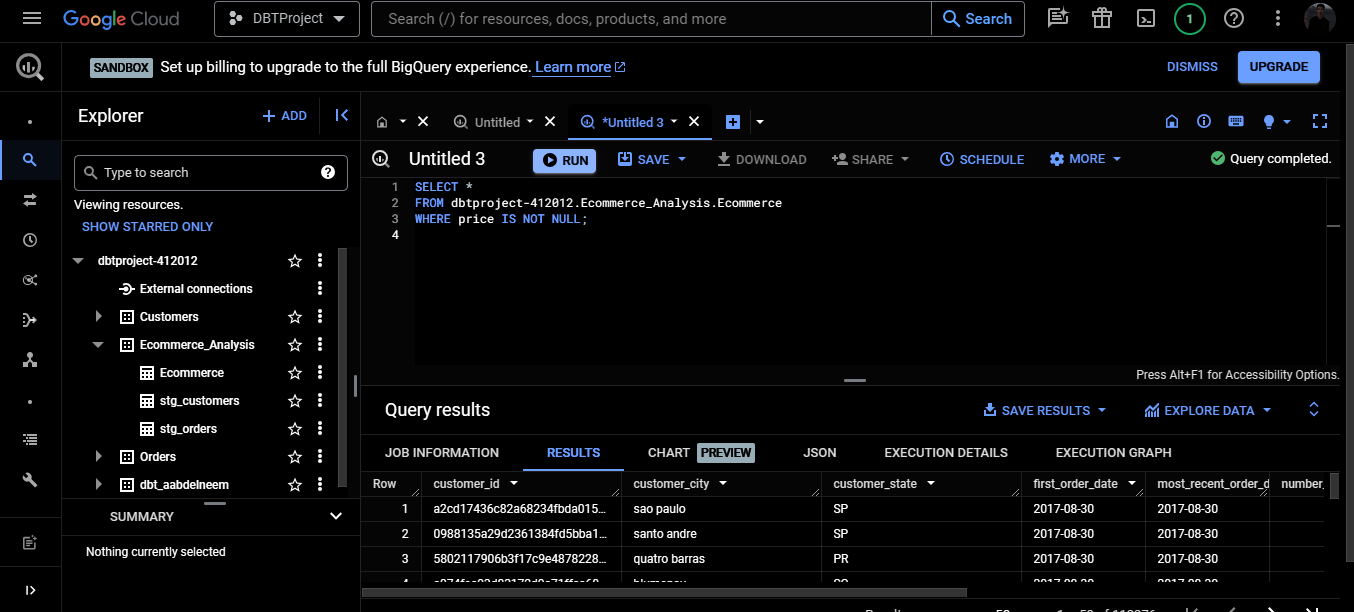 Google Cloud
DBTProject
Search (/) for resources, docs, products, and more
Search
1
SANDBOX Set up billing to upgrade to the full BigQuery experience. Learn more
DISMISS
UPGRADE
Explorer
+ ADD
Type to search
Viewing resources.
SHOW STARRED ONLY
dbtproject-412012
External connections
Customers
Ecommerce_Analysis
Ecommerce
stg_customers
stg_orders
Orders
dbt_aabdelneem
SUMMARY
Nothing currently selected
Untitled
*Untitled 3
Untitled 3
RUN
SAVE
DOWNLOAD
SHARE
SCHEDULE
MORE
Query completed.
1 SELECT *
2 FROM dbtproject-412012.Ecommerce_Analysis.Ecommerce
3 WHERE price IS NOT NULL;
4
Press Alt+F1 for Accessibility Options.
Query results
SAVE RESULTS
EXPLORE DATA
JOB INFORMATION RESULTS CHART PREVIEW JSON EXECUTION DETAILS EXECUTION GRAPH
Row customer_id customer_city customer_state first_order_date most_recent_order_d number_
1 a2cd17436c82a68234fbda015... sao paulo SP 2017-08-30 2017-08-30
2 0988135a29d2361384fd5bba1... santo andre SP 2017-08-30 2017-08-30
3 5802117906b3f17c9e4878228... quatro barras PR 2017-08-30 2017-08-30